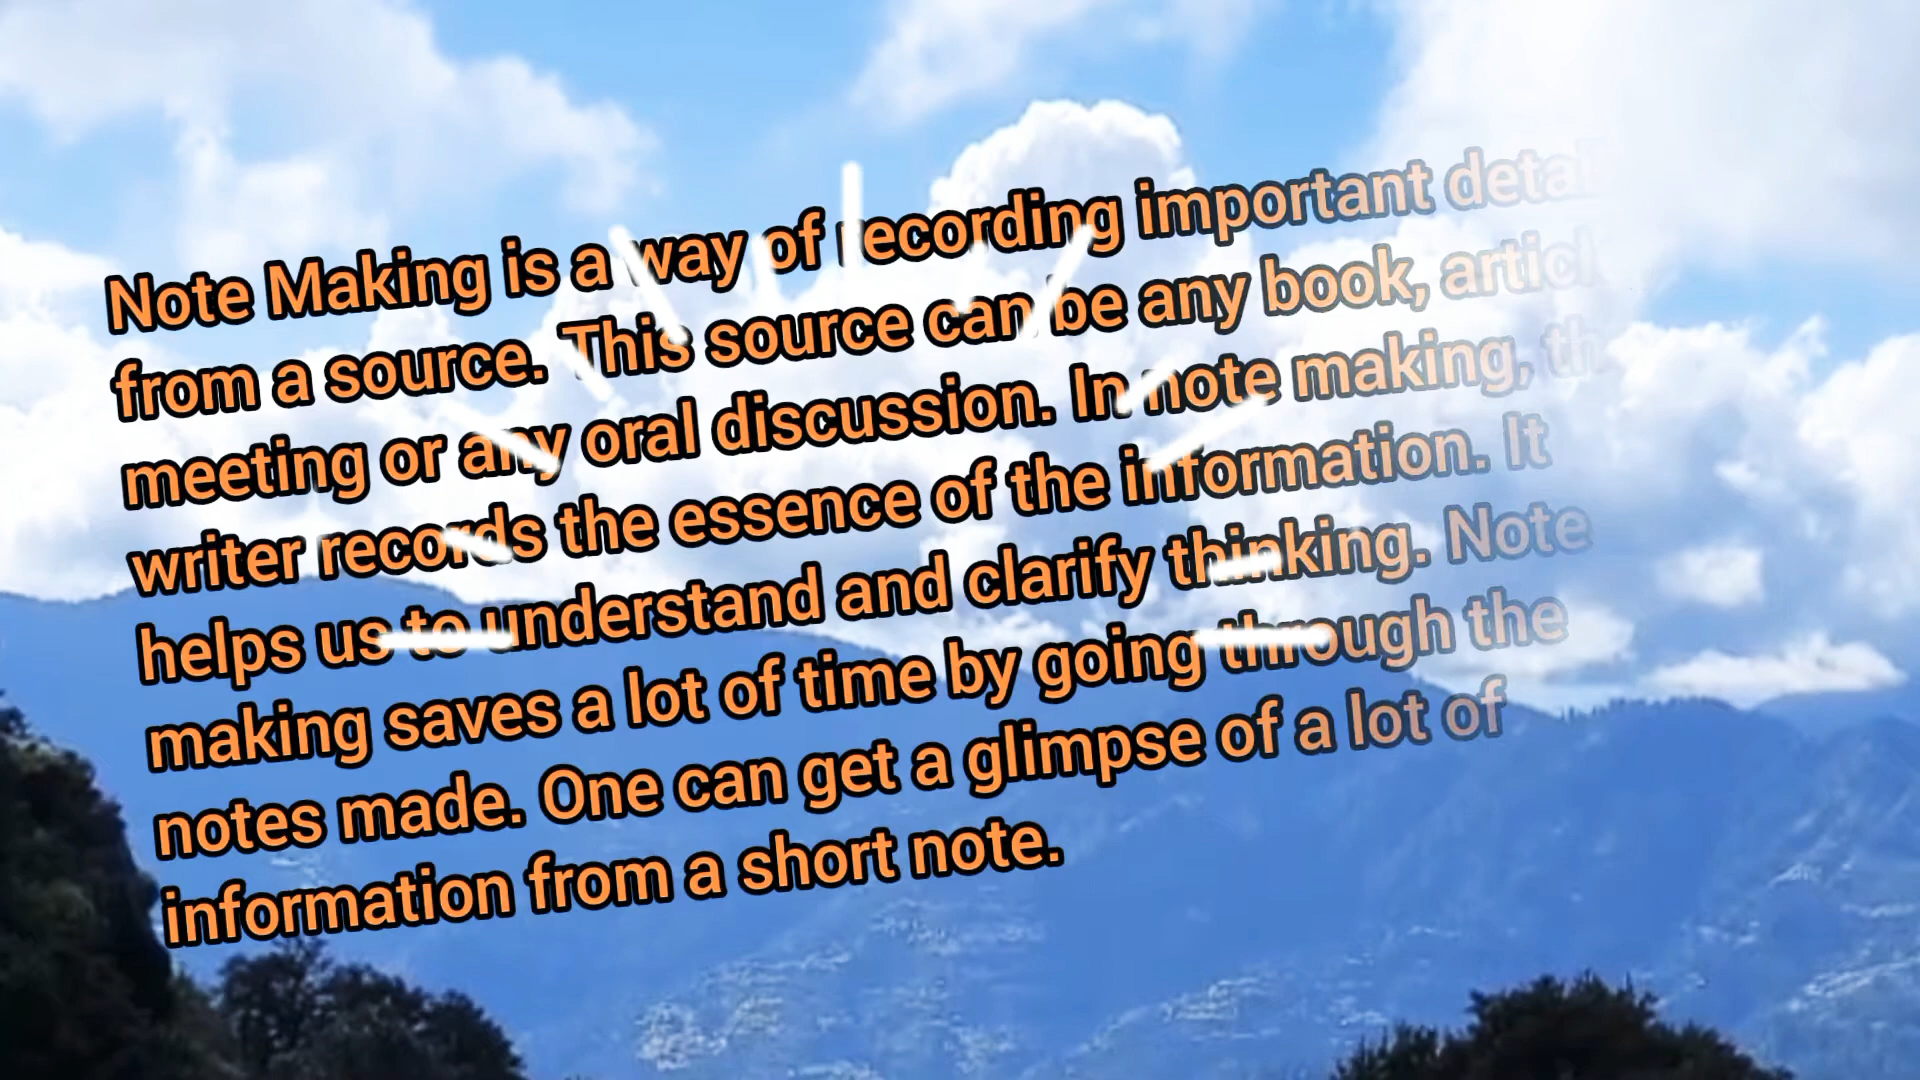 Note Making is a way of recording important
from a source. This source can be any book,
meeting or any oral discussion. In note making,
writer records the essence of the information. It
helps us to understand and clarify thinking. Note
making saves a lot of time by going through the
notes made. One can get a glimpse of a lot of
information from a short note.